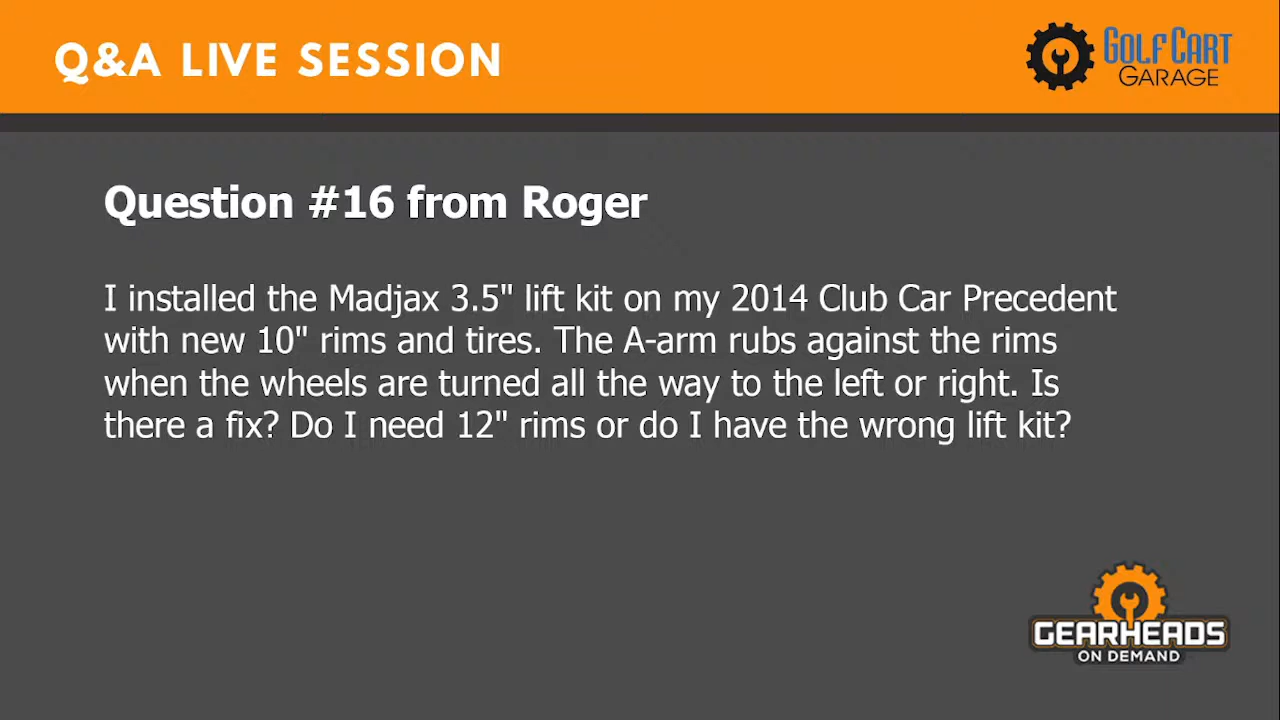 Q&A LIVE SESSION
GOLF CART
GARAGE
Question #16 from Roger
I installed the Madjax 3.5" lift kit on my 2014 Club Car Precedent
with new 10" rims and tires. The A-arm rubs against the rims
when the wheels are turned all the way to the left or right. Is
there a fix? Do I need 12" rims or do I have the wrong lift kit?
GEARHEADS
ON DEMAND